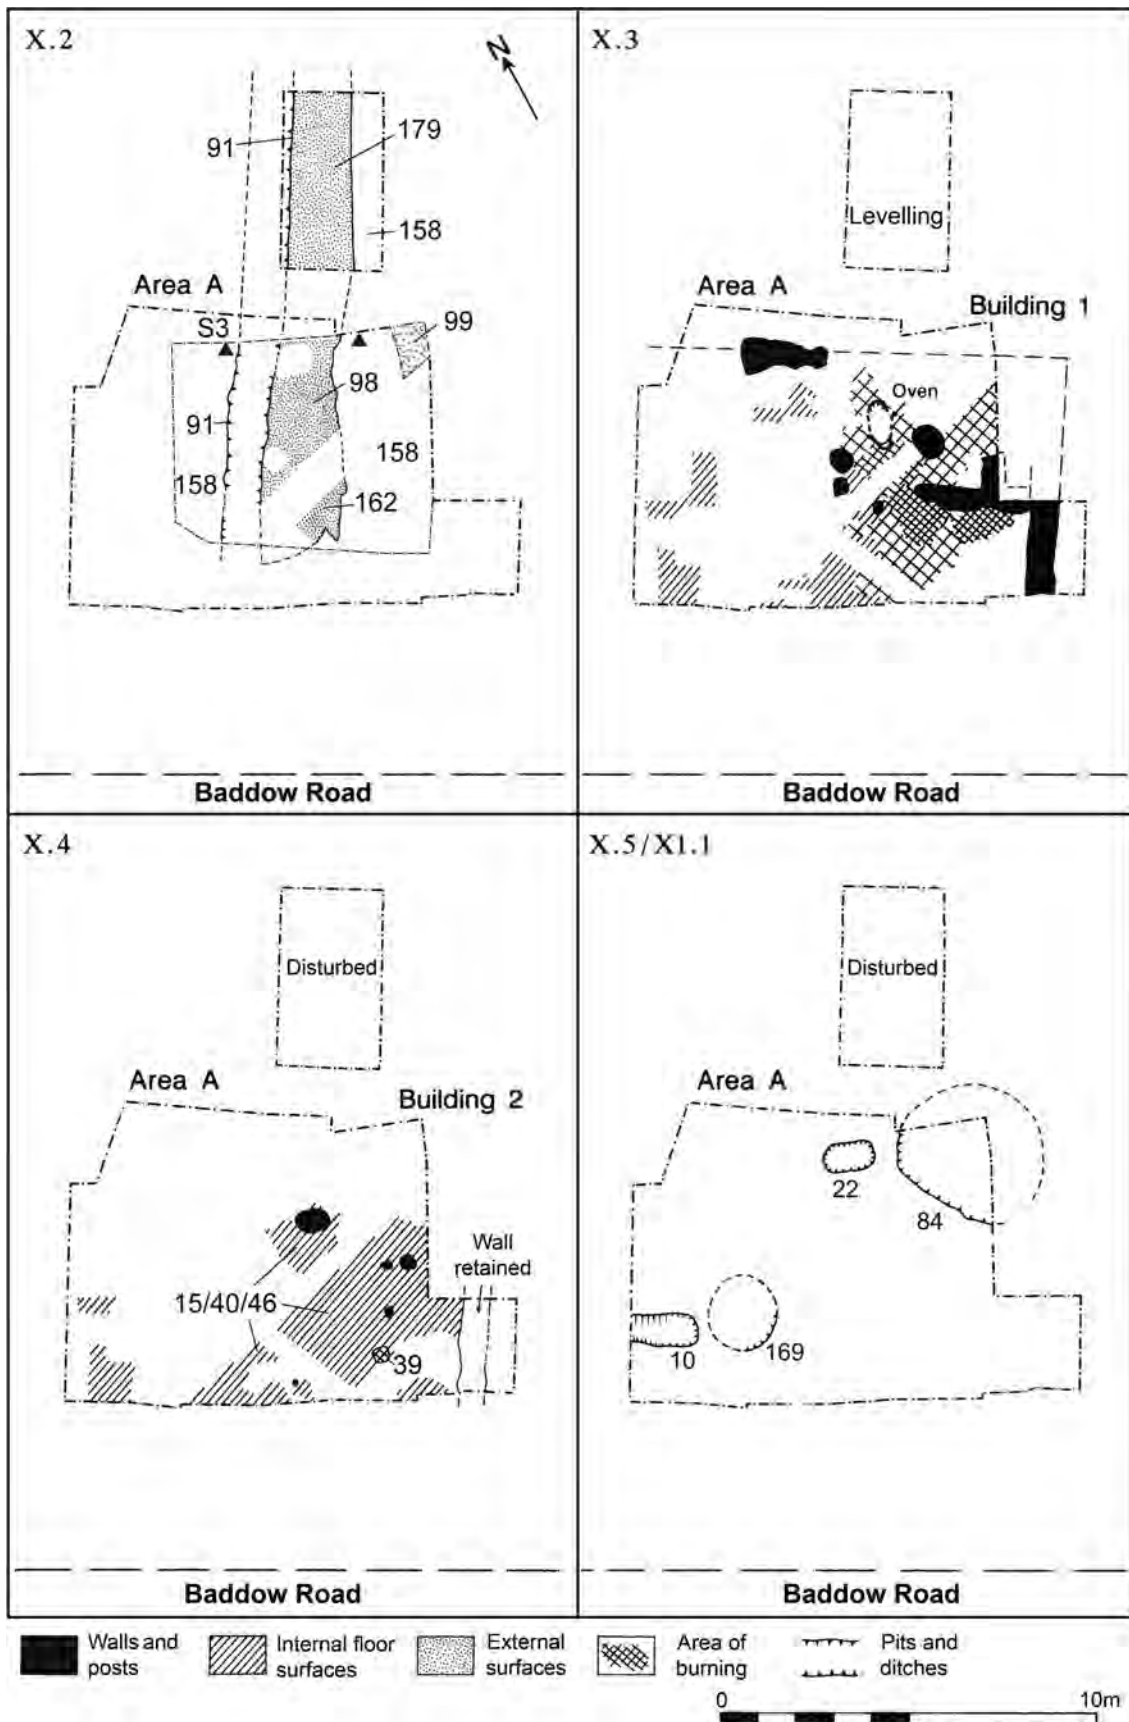 X.2
N
179
91
158
Area A
S3
99
98
91
158
158
162
Baddow Road
X.3
Levelling
Area A
Building 1
Oven
Baddow Road
X.4
Disturbed
Area A
Building 2
Wall
retained
15/40/46
39
Baddow Road
X.5/X1.1
Disturbed
Area A
22
84
10
169
Baddow Road
Walls and
posts
Internal floor
surfaces
External
surfaces
Area of
burning
Pits and
ditches
0
10m